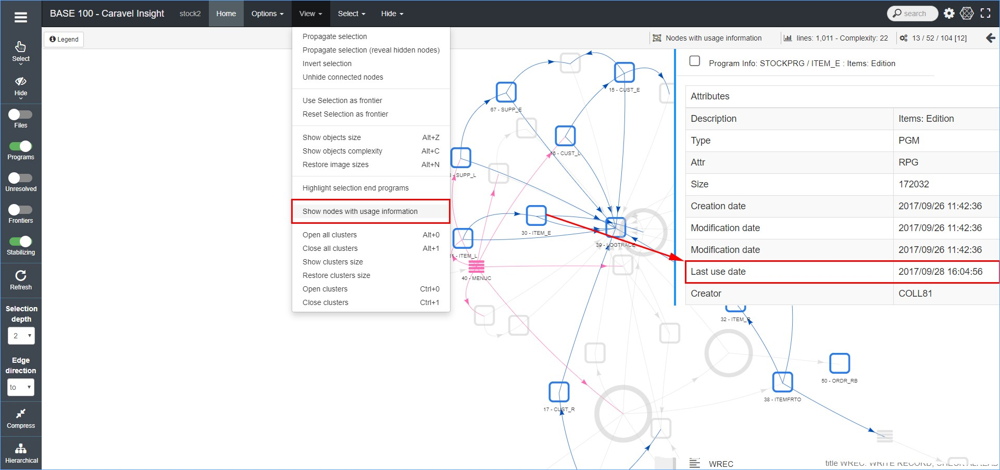 BASE 100 - Caravel Insight stock2 Home Options View Select Hide search
Legend
Nodes with usage information lines: 1,011 - Complexity: 22 13 / 52 / 104 [12]
Select
Hide
Files
Programs
Unresolved
Frontiers
Stabilizing
Refresh
Selection
depth
2
Edge
direction
to
Compress
Hierarchical
Propagate selection
Propagate selection (reveal hidden nodes)
Invert selection
Unhide connected nodes
Use Selection as frontier
Reset Selection as frontier
Show objects size Alt+Z
Show objects complexity Alt+C
Restore image sizes Alt+N
Highlight selection end programs
Show nodes with usage information
Open all clusters Alt+0
Close all clusters Alt+1
Show clusters size
Restore clusters size
Open clusters Ctrl+0
Close clusters Ctrl+1
15 - CUST_E
67 - SUPP_E
16 - CUST_L
- SUPP_L
30 - ITEM_E
39 - LOGTRACE
31 - ITEM_L
40 - MENUC
17 - CUST_R
32 - ITEM_R
50 - ORDR_RB
38 - ITEMFRTO
Program Info: STOCKPRG / ITEM_E : Items: Edition
Attributes
Description Items: Edition
Type PGM
Attr RPG
Size 172032
Creation date 2017/09/26 11:42:36
Modification date 2017/09/26 11:42:36
Modification date 2017/09/26 11:42:36
Last use date 2017/09/28 16:04:56
Creator COLL81
WREC title WREC: WRITE RECORD, CHECK